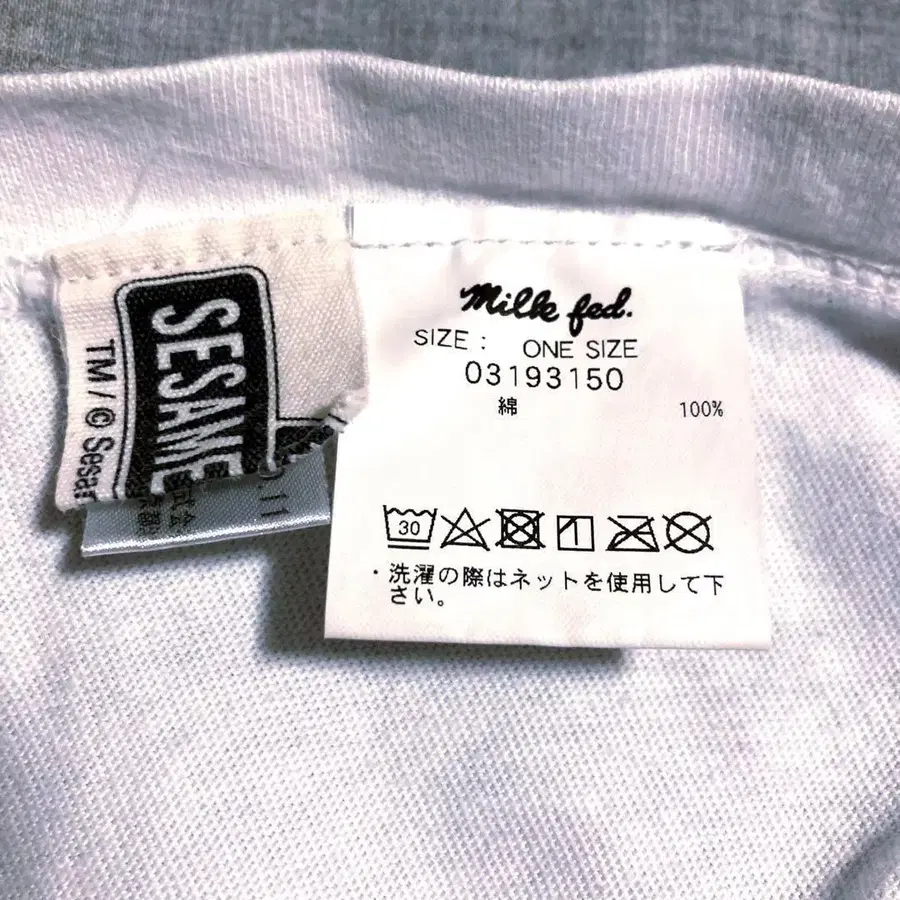 SESAME
TM / © Sesam
Milk fed.
SIZE : ONE SIZE
03193150
綿 100%
30
・洗濯の際はネットを使用して下
さい。